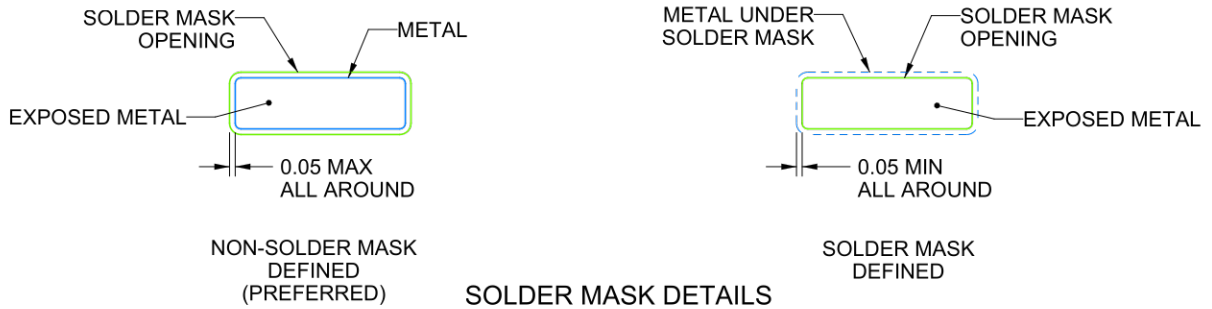 SOLDER MASK
OPENING
METAL
EXPOSED METAL
0.05 MAX
ALL AROUND
NON-SOLDER MASK
DEFINED
(PREFERRED)
METAL UNDER
SOLDER MASK
SOLDER MASK
OPENING
EXPOSED METAL
0.05 MIN
ALL AROUND
SOLDER MASK
DEFINED
SOLDER MASK DETAILS